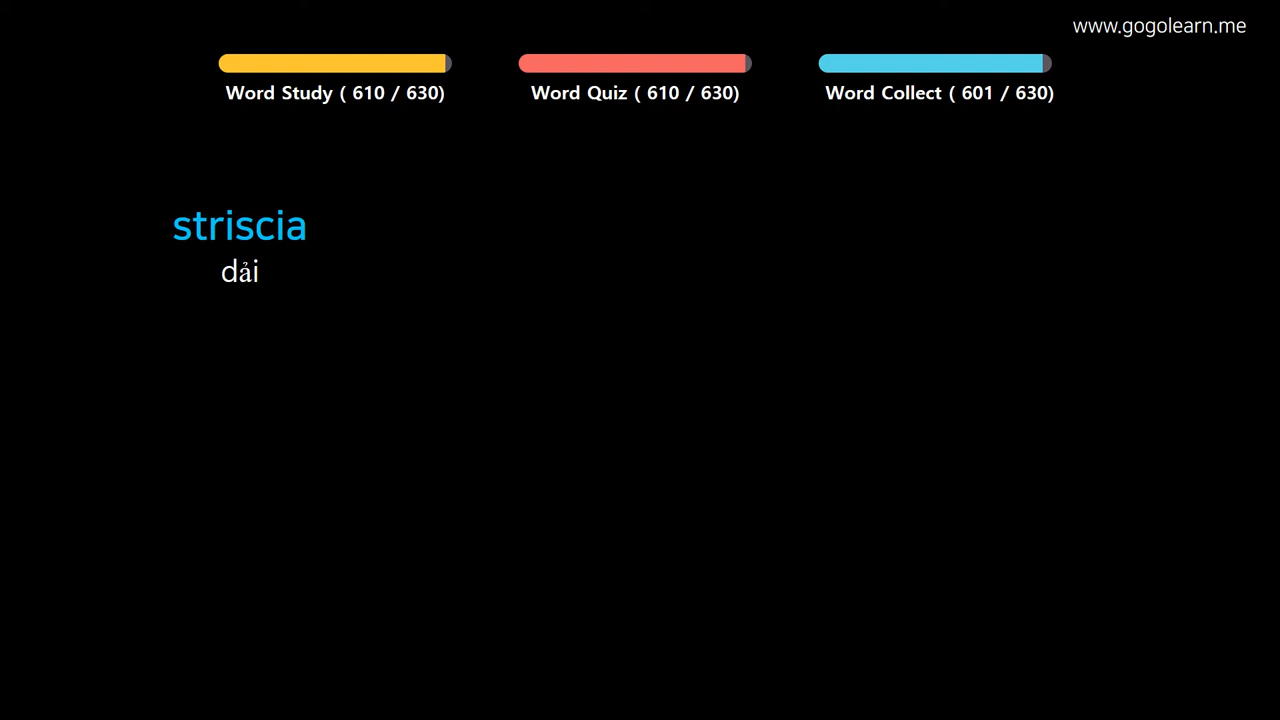 www.gogolearn.me
Word Study ( 610 / 630)
Word Quiz ( 610 / 630)
Word Collect ( 601 / 630)
striscia
dải